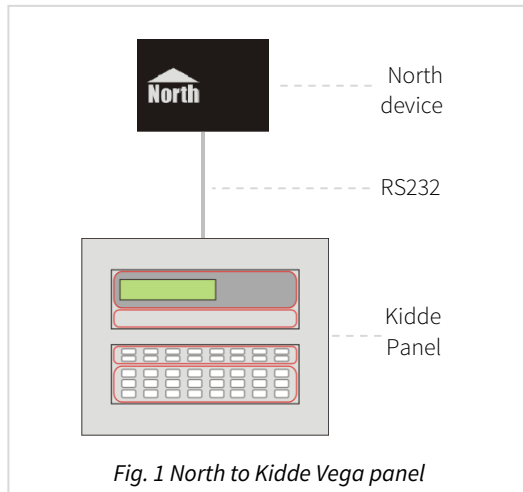 North
North
device
RS232
Kidde
Panel
Fig. 1 North to Kidde Vega panel